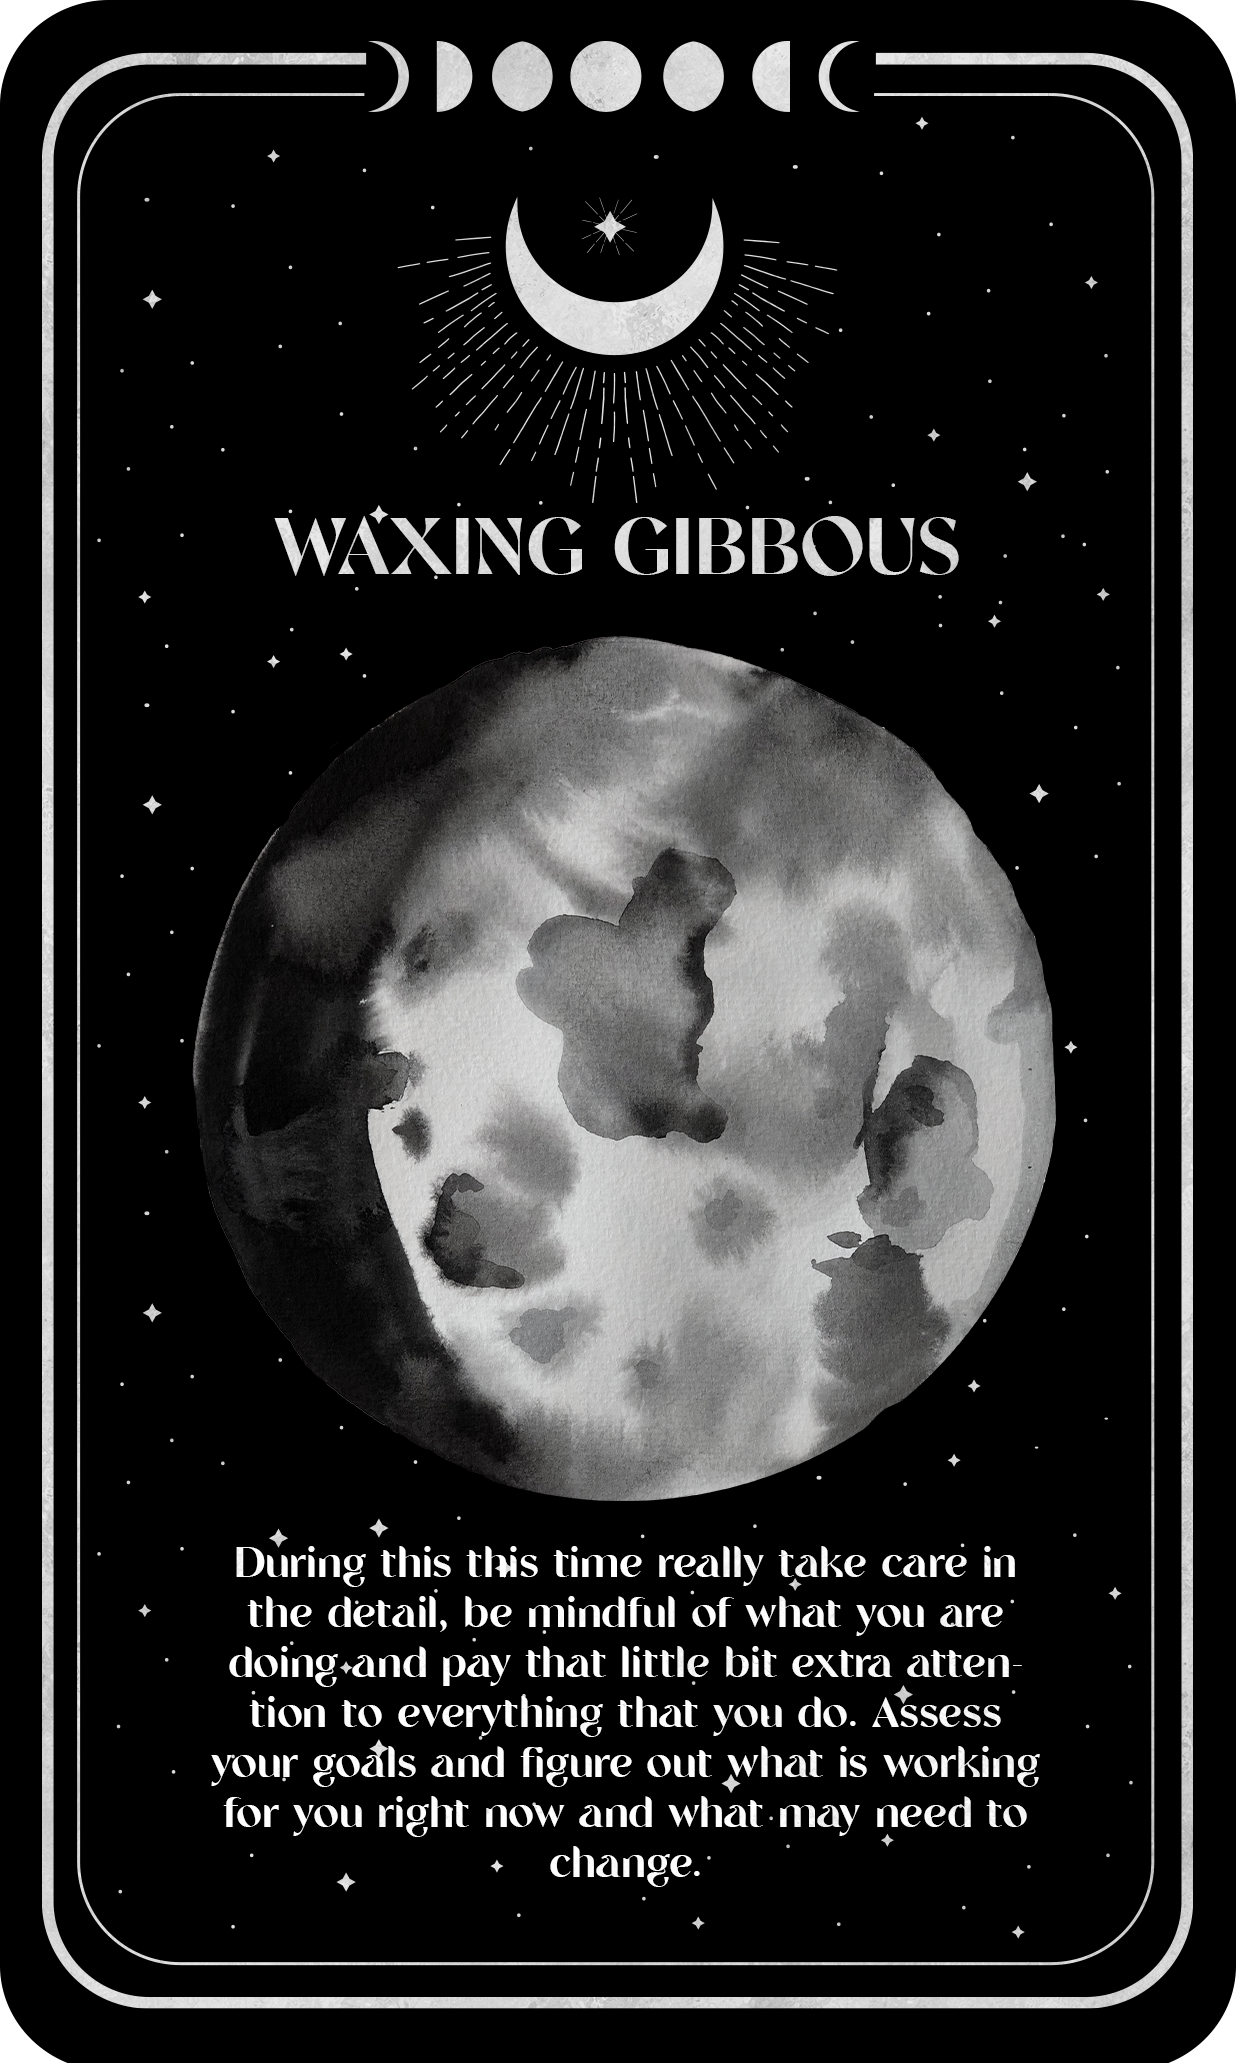 WAXING GIBBOUS
During this this time really take care in
the detail, be mindful of what you are
doing and pay that little bit extra atten-
tion to everything that you do. Assess
your goals and figure out what is working
for you right now and what may need to
change.